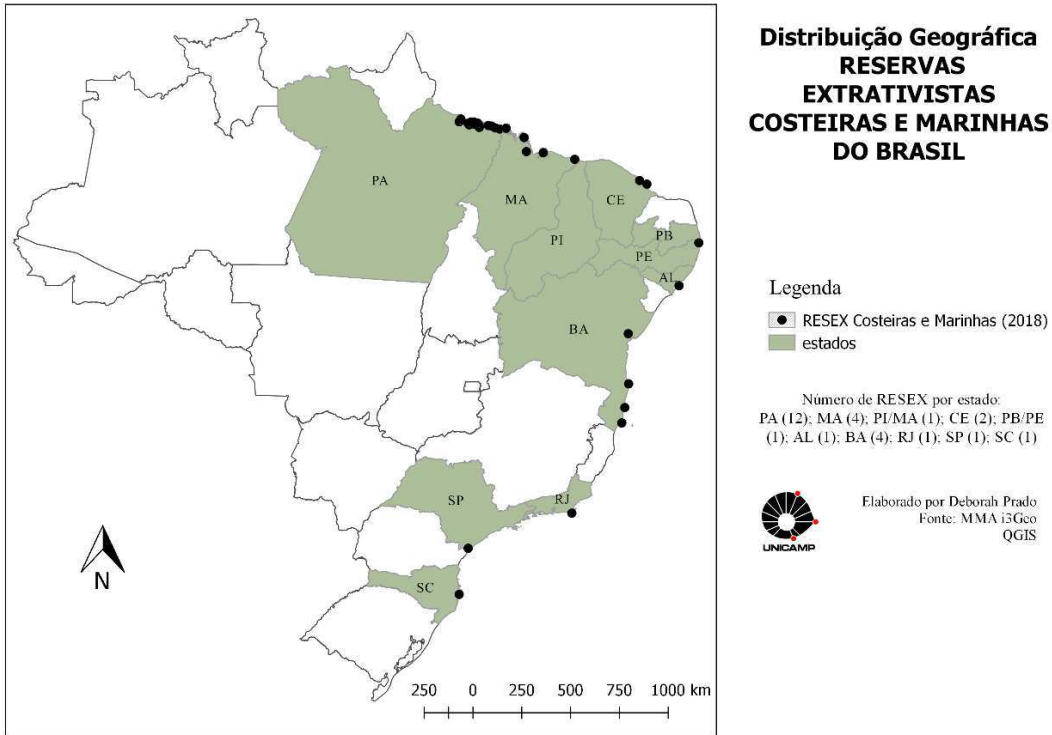 Distribuição Geográfica
RESERVAS
EXTRATIVISTAS
COSTEIRAS E MARINHAS
DO BRASIL
PA
MA
CE
PI
PB
PE
AL
BA
SP
RJ
SC
N
250 0 250 500 750 1000 km
Legenda
RESEX Costeiras e Marinhas (2018)
estados
Número de RESEX por estado:
PA (12); MA (4); PI/MA (1); CE (2); PB/PE
(1); AL (1); BA (4); RJ (1); SP (1); SC (1)
UNICAMP
Elaborado por Deborah Prado
Fonte: MMA i3Geo
QGIS